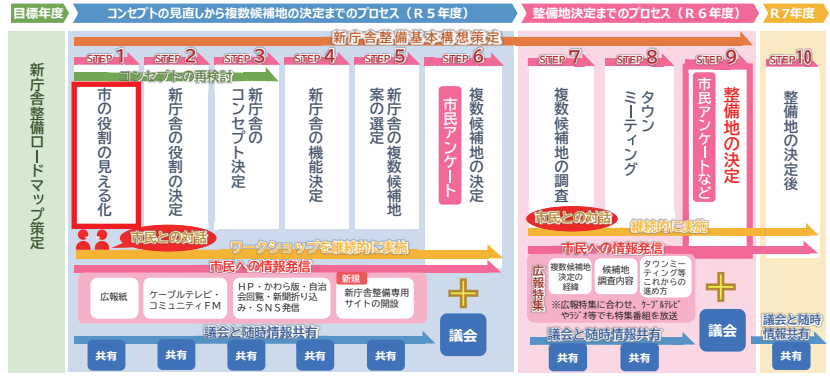 目標年度
コンセプトの見直しから複数候補地の決定までのプロセス（Ｒ５年度）
整備地決定までのプロセス（Ｒ６年度）
Ｒ７年度
新庁舎整備ロードマップ策定
新庁舎整備基本構想策定
STEP 1
STEP 2
STEP 3
STEP 4
STEP 5
STEP 6
STEP 7
STEP 8
STEP 9
STEP 10
コンセプトの再検討
市の役割の見える化
新庁舎の役割の決定
新庁舎の
コンセプト決定
新庁舎の機能決定
新庁舎の複数候補地
案の選定
複数候補地の決定
市民アンケート
複数候補地の調査
タウン
ミーティング
整備地の決定
市民アンケートなど
整備地の決定後
市民との対話
市民との対話
ワークショップを継続的に実施
継続的に実施
市民への情報発信
市民への情報発信
広報紙
ケーブルテレビ・
コミュニティＦＭ
ＨＰ・かわら版・自治
会回覧・新聞折り込
み・ＳＮＳ発信
新規
新庁舎整備専用
サイトの開設
広報特集
複数候補地
決定の
経緯
候補地
調査内容
タウンミー
ティング等
これからの
進め方
※広報特集に合わせ、ｹｰﾌﾞﾙﾃﾚﾋﾞ
やﾗｼﾞｵ等でも特集番組を放送
議会
議会
議会と随時情報共有
議会と随時情報共有
議会と随時
情報共有
共有
共有
共有
共有
共有
共有
共有
共有